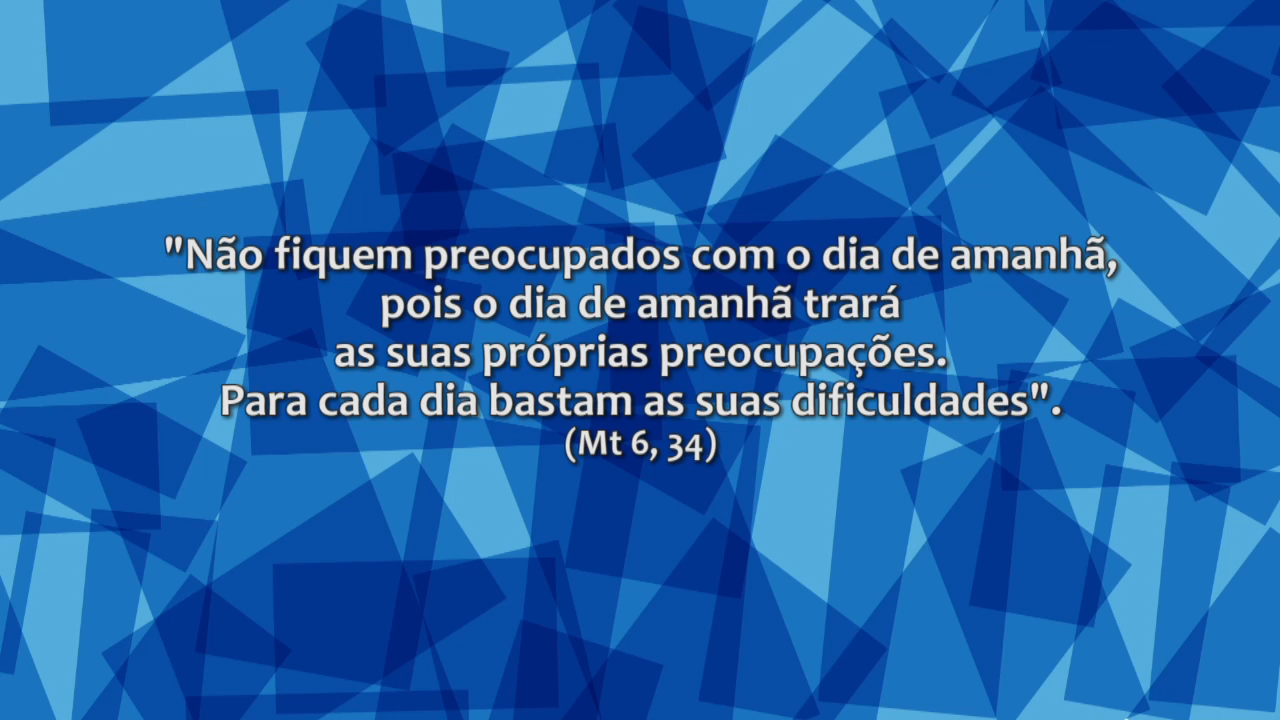 "Não fiquem preocupados com o dia de amanhã,
pois o dia de amanhã trará
as suas próprias preocupações.
Para cada dia bastam as suas dificuldades".
(Mt 6, 34)